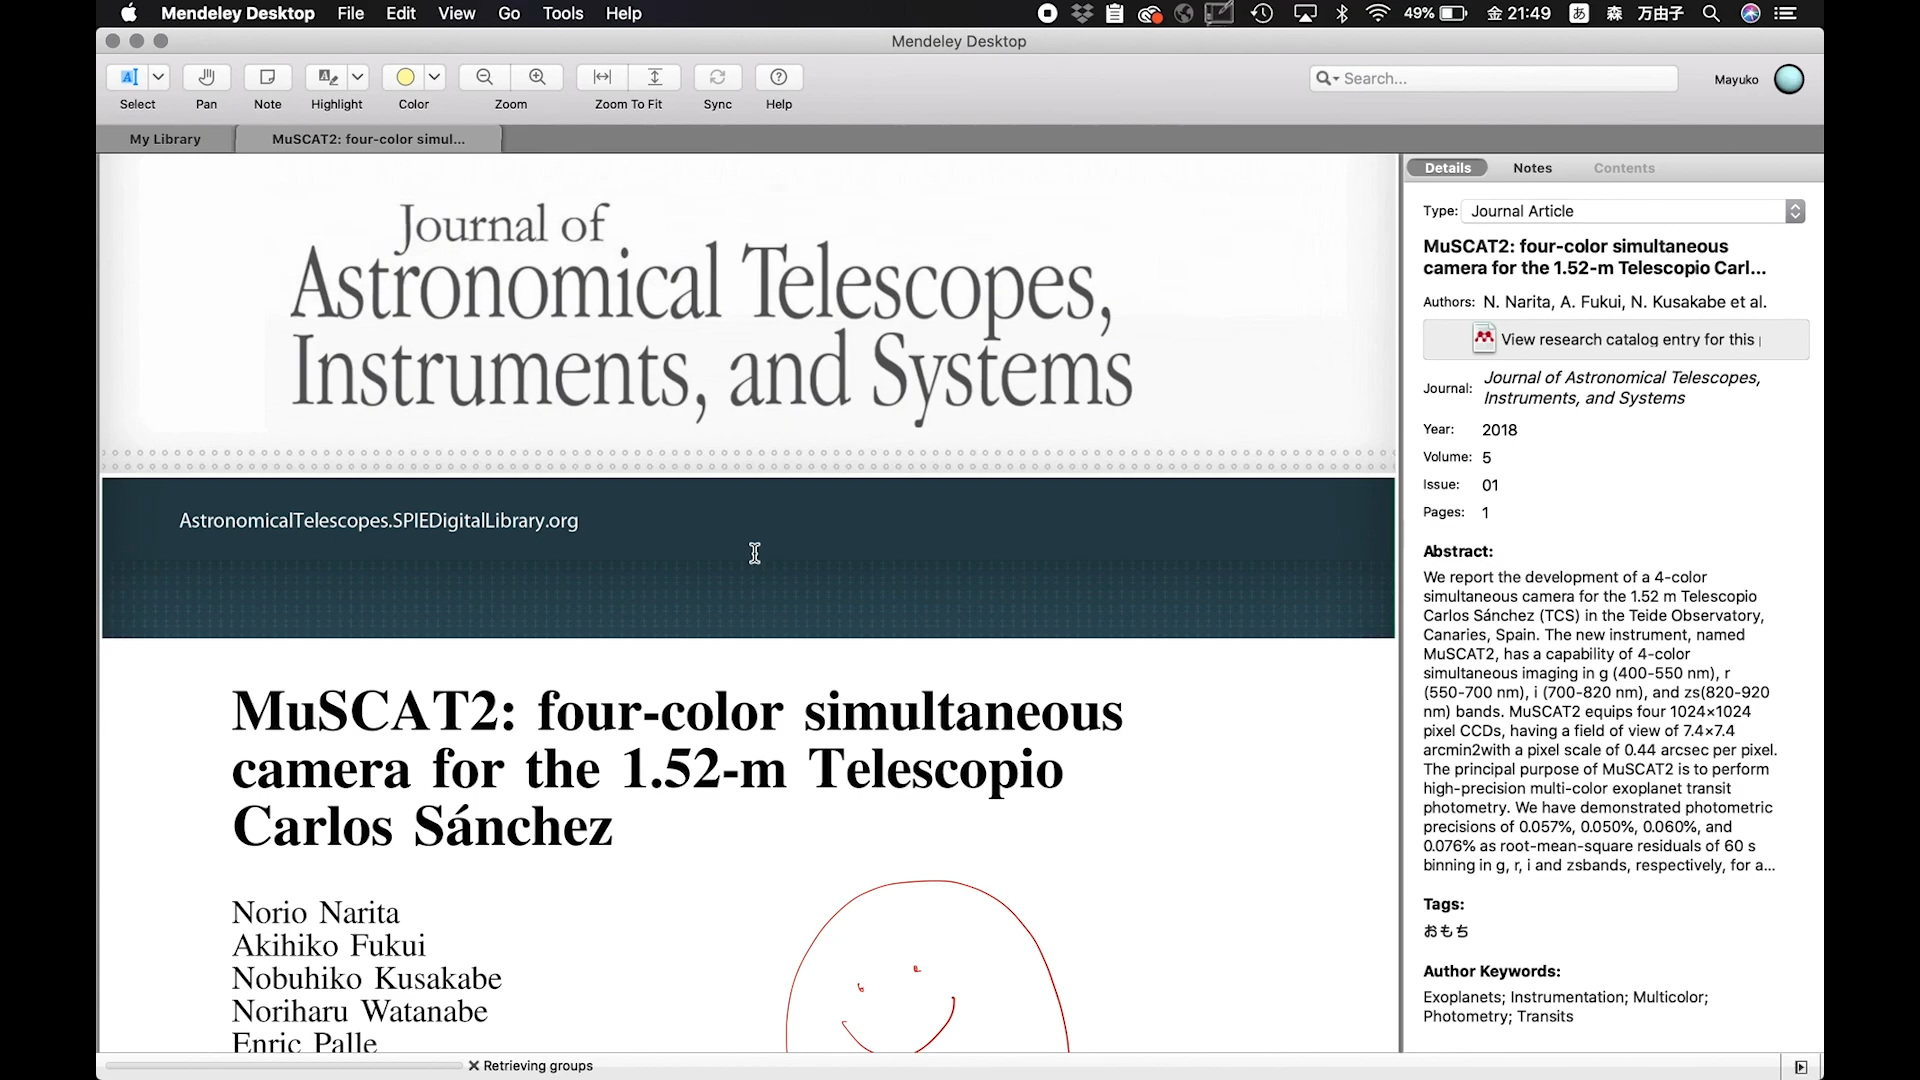 Mendeley Desktop File Edit View Go Tools Help
49% 金 21:49 あ 森 万由子
Mendeley Desktop
Search...
Mayuko
Select Pan Note Highlight Color Zoom Zoom To Fit Sync Help
My Library
MuSCAT2: four-color simul...
Journal of
Astronomical Telescopes,
Instruments, and Systems
AstronomicalTelescopes.SPIEDigitalLibrary.org
MuSCAT2: four-color simultaneous
camera for the 1.52-m Telescopio
Carlos Sánchez
Norio Narita
Akihiko Fukui
Nobuhiko Kusakabe
Noriharu Watanabe
Enric Palle
Retrieving groups
Details Notes Contents
Type: Journal Article
MuSCAT2: four-color simultaneous
camera for the 1.52-m Telescopio Carl...
Authors: N. Narita, A. Fukui, N. Kusakabe et al.
View research catalog entry for this
Journal: Journal of Astronomical Telescopes,
Instruments, and Systems
Year: 2018
Volume: 5
Issue: 01
Pages: 1
Abstract:
We report the development of a 4-color
simultaneous camera for the 1.52 m Telescopio
Carlos Sánchez (TCS) in the Teide Observatory,
Canaries, Spain. The new instrument, named
MuSCAT2, has a capability of 4-color
simultaneous imaging in g (400-550 nm), r
(550-700 nm), i (700-820 nm), and zs(820-920
nm) bands. MuSCAT2 equips four 1024×1024
pixel CCDs, having a field of view of 7.4×7.4
arcmin2with a pixel scale of 0.44 arcsec per pixel.
The principal purpose of MuSCAT2 is to perform
high-precision multi-color exoplanet transit
photometry. We have demonstrated photometric
precisions of 0.057%, 0.050%, 0.060%, and
0.076% as root-mean-square residuals of 60 s
binning in g, r, i and zsbands, respectively, for a...
Tags:
おもち
Author Keywords:
Exoplanets; Instrumentation; Multicolor;
Photometry; Transits